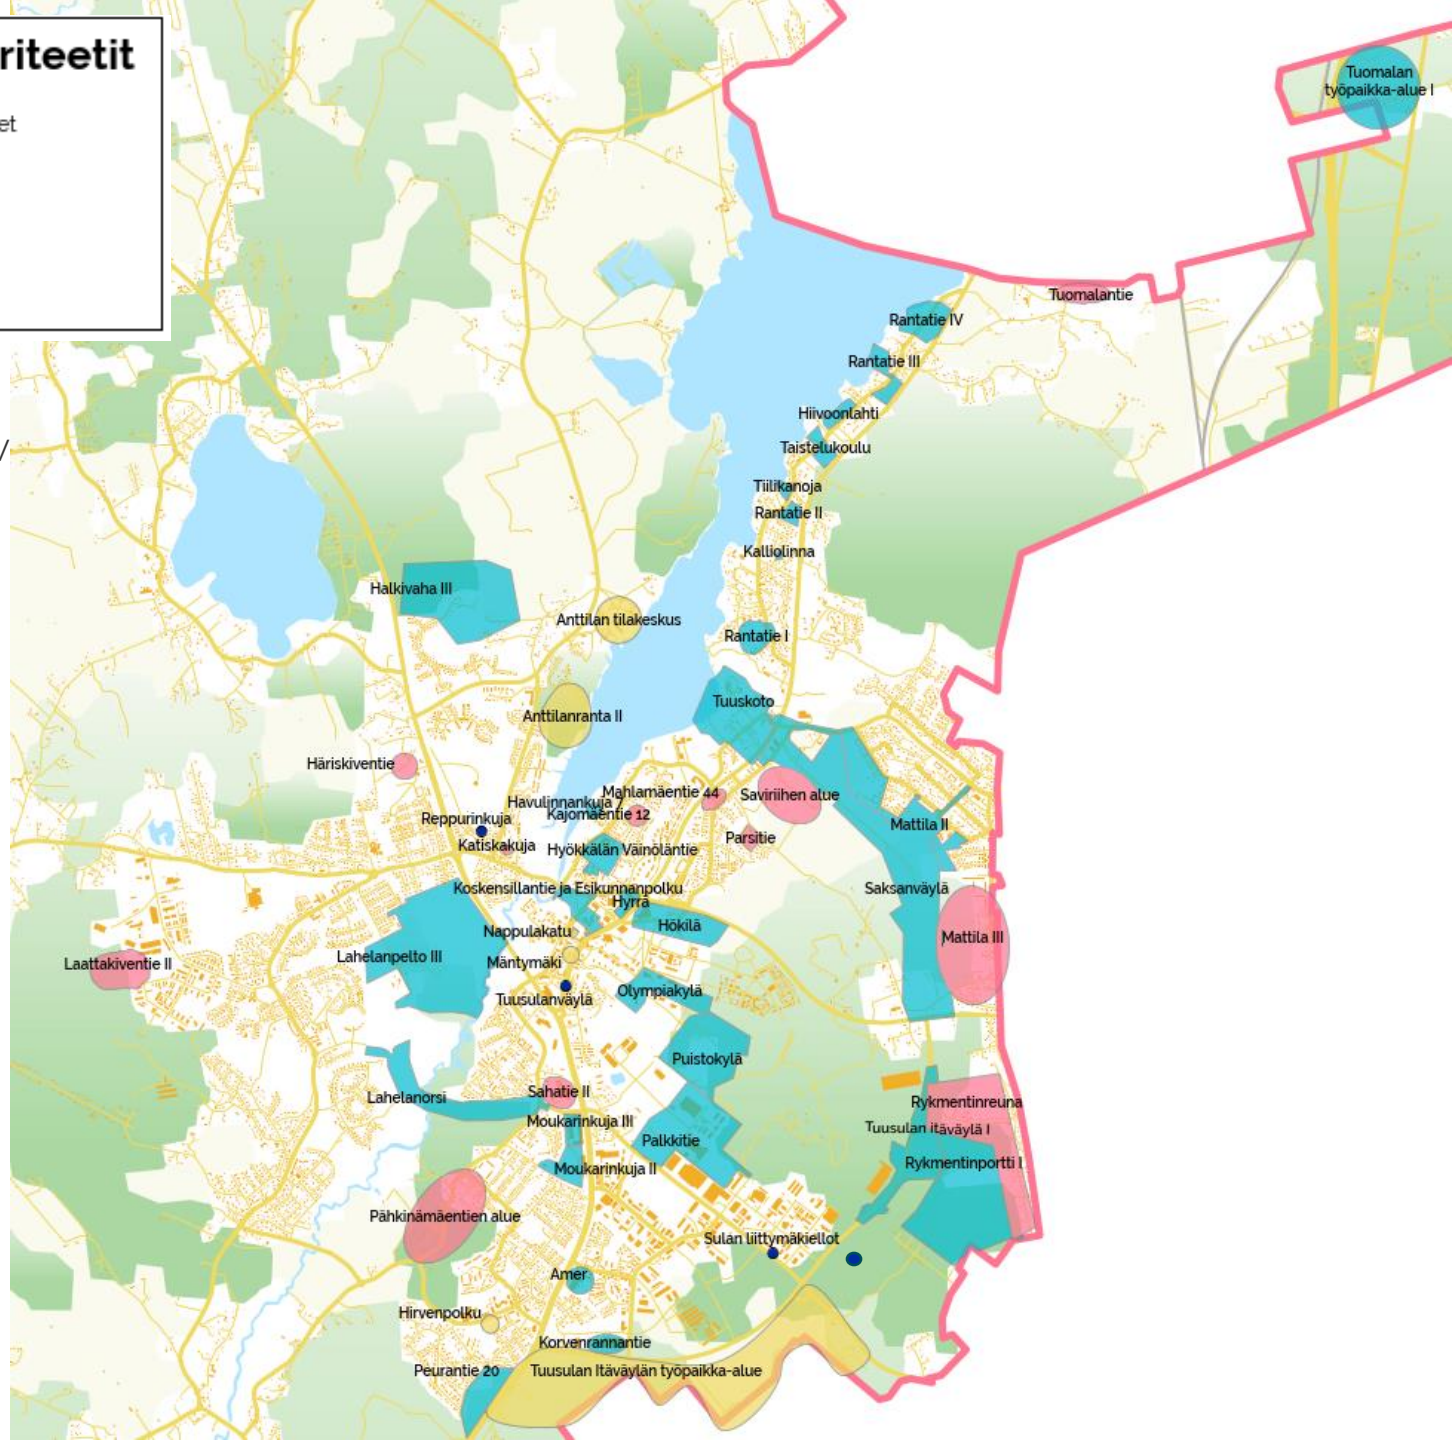 riteetit
et
/
Tuomalan
työpaikka-alue I
Tuomalantie
Rantatie IV
Rantatie III
Hiivoonlahti
Taistelukoulu
Tiilikanoja
Rantatie II
Kalliolinna
Halkivaha III
Anttilan tilakeskus
Rantatie I
Tuuskoto
Anttilanranta II
Häriskiventie
Mahlamäentie 44
Saviriihen alue
Havulinnankuja 7
Kajomäentie 12
Reppurinkuja
Mattila II
Parsitie
Katiskakuja
Hyökkälän Väinöläntie
Koskensillantie ja Esikunnanpolku
Saksanväylä
Hyrrä
Hökilä
Nappulakatu
Mattila III
Lahelanpelto III
Laattakiventie II
Mäntymäki
Olympiakylä
Tuusulanväylä
Puistokylä
Sahatie II
Lahelanorsi
Rykmentinreuna
Moukarinkuja III
Tuusulan itäväylä I
Palkkitie
Rykmentinportti I
Moukarinkuja II
Pähkinämäentien alue
Sulan liittymäkiellot
Amer
Hirvenpolku
Korvenrannantie
Peurantie 20
Tuusulan Itäväylän työpaikka-alue